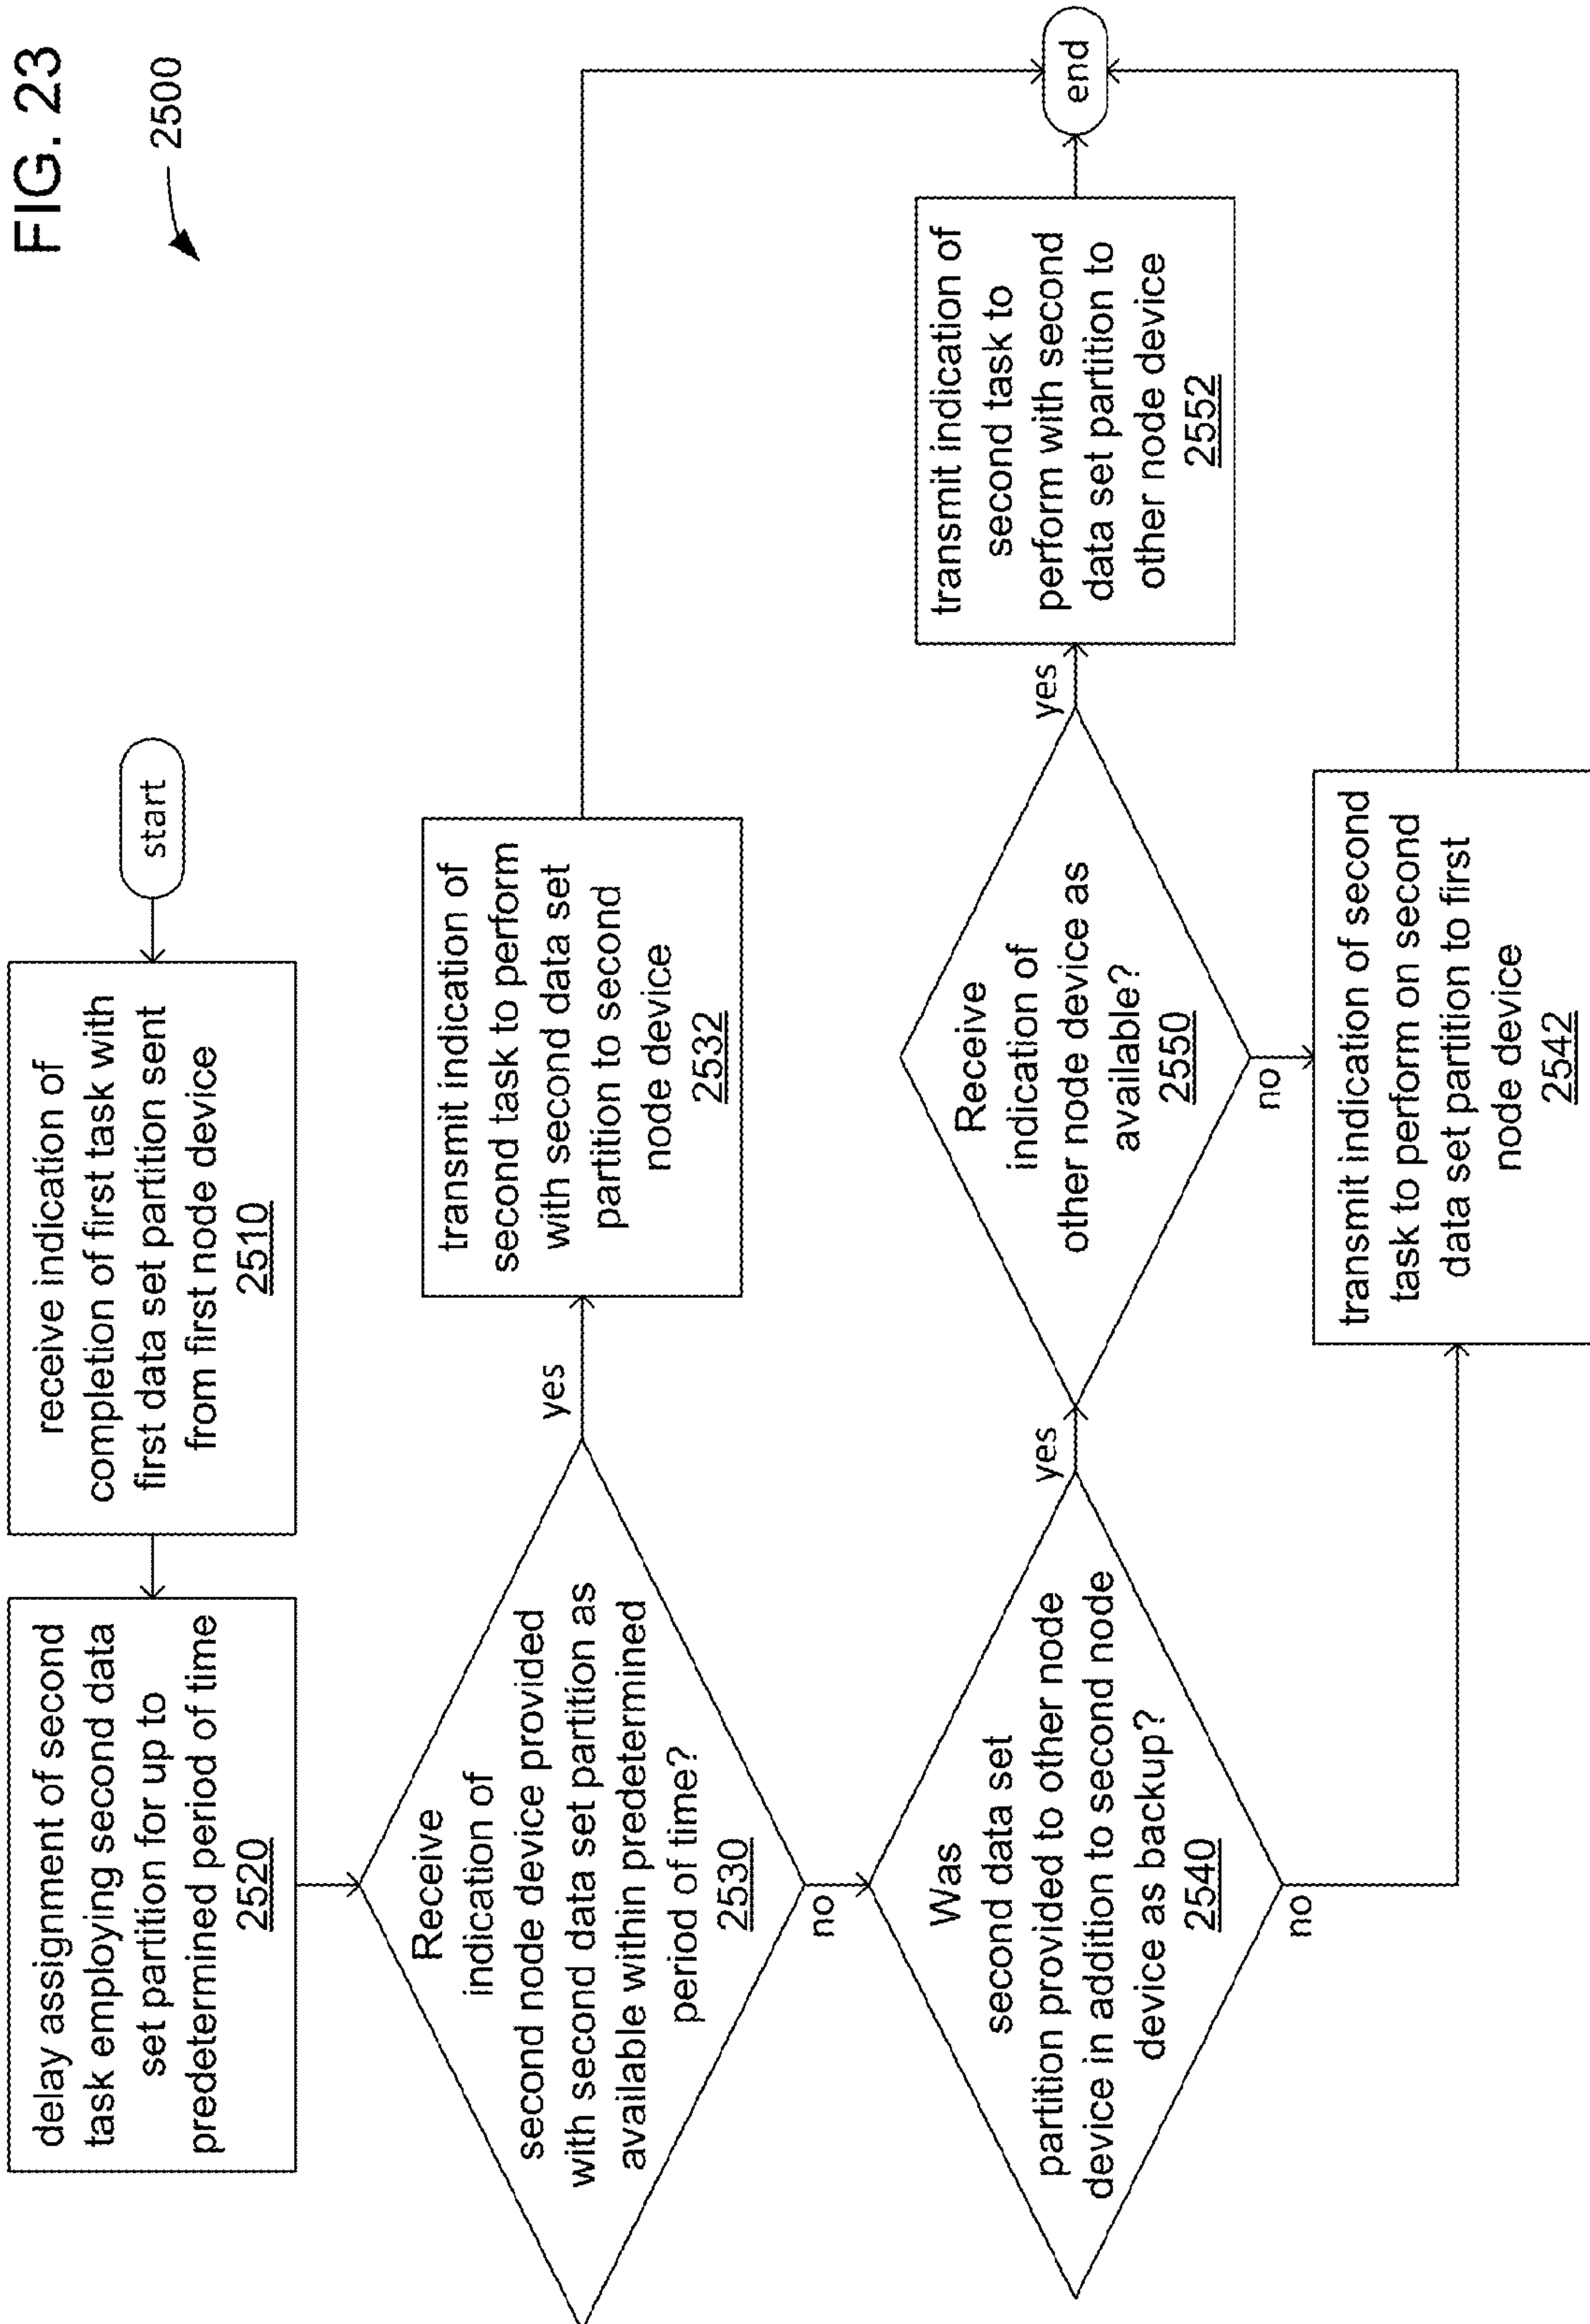 FIG. 23
2500
start
receive indication of
completion of first task with
first data set partition sent
from first node device
2510
delay assignment of second
task employing second data
set partition for up to
predetermined period of time
2520
Receive
indication of
second node device provided
with second data set partition as
available within predetermined
period of time?
2530
yes
transmit indication of
second task to perform
with second data set
partition to second
node device
2532
no
Was
second data set
partition provided to other node
device in addition to second node
device as backup?
2540
yes
Receive
indication of
other node device as
available?
2550
yes
transmit indication of
second task to
perform with second
data set partition to
other node device
2552
end
no
no
transmit indication of second
task to perform on second
data set partition to first
node device
2542